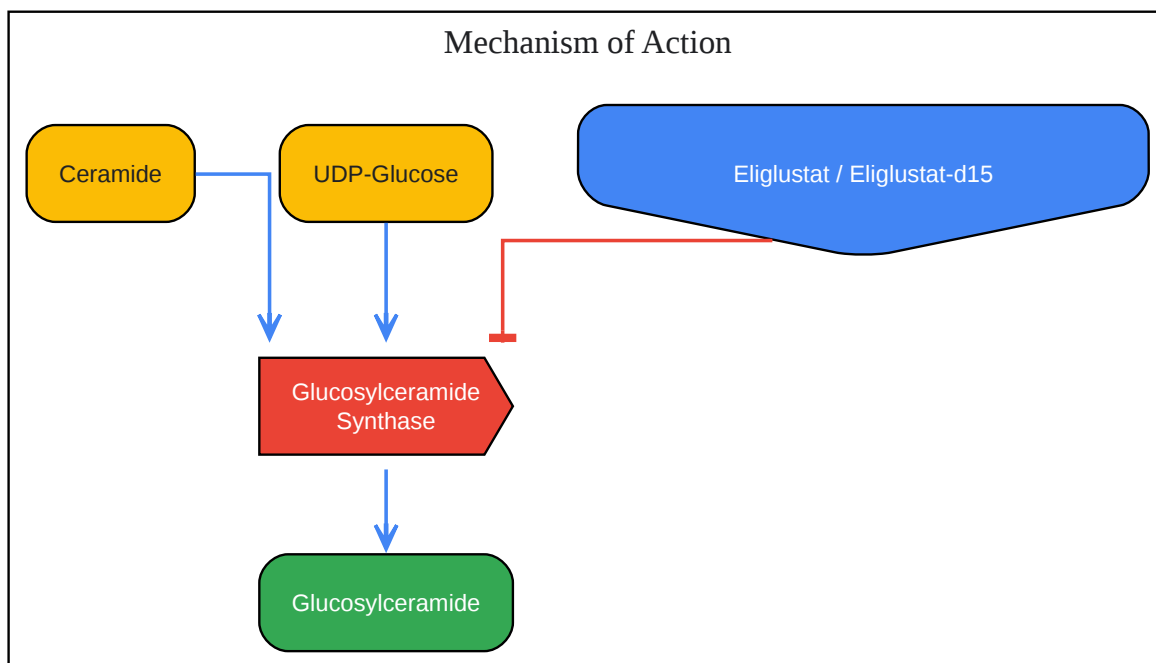 Mechanism of Action
Ceramide
UDP-Glucose
Eliglustat / Eliglustat-d15
Glucosylceramide
Synthase
Glucosylceramide